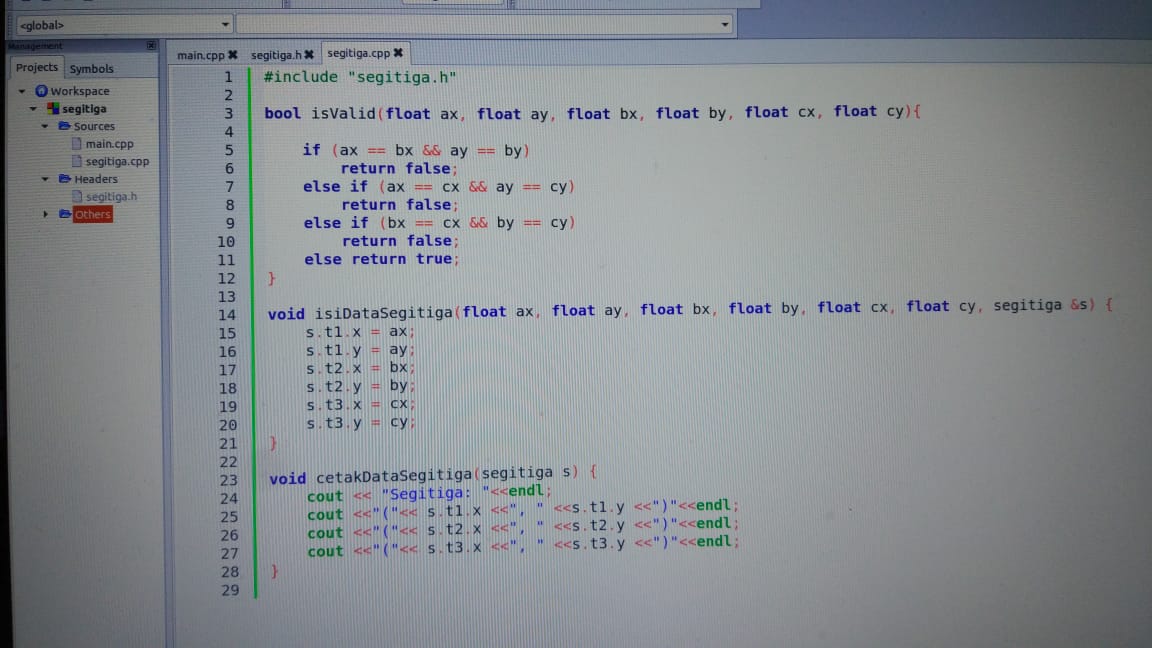 <global>
Management
main.cpp segitiga.h segitiga.cpp
Projects Symbols
Workspace
segitiga
Sources
main.cpp
segitiga.cpp
Headers
segitiga.h
Others
1 #include "segitiga.h"
2
3 bool isValid(float ax, float ay, float bx, float by, float cx, float cy){
4
5 if (ax == bx && ay == by)
6 return false;
7 else if (ax == cx && ay == cy)
8 return false;
9 else if (bx == cx && by == cy)
10 return false;
11 else return true;
12 }
13
14 void isiDataSegitiga(float ax, float ay, float bx, float by, float cx, float cy, segitiga &s) {
15 s.t1.x = ax;
16 s.t1.y = ay;
17 s.t2.x = bx;
18 s.t2.y = by;
19 s.t3.x = cx;
20 s.t3.y = cy;
21 }
22
23 void cetakDataSegitiga(segitiga s) {
24 cout << "Segitiga: "<<endl;
25 cout <<"("<< s.t1.x <<", " <<s.t1.y <<")"<<endl;
26 cout <<"("<< s.t2.x <<", " <<s.t2.y <<")"<<endl;
27 cout <<"("<< s.t3.x <<", " <<s.t3.y <<")"<<endl;
28 }
29